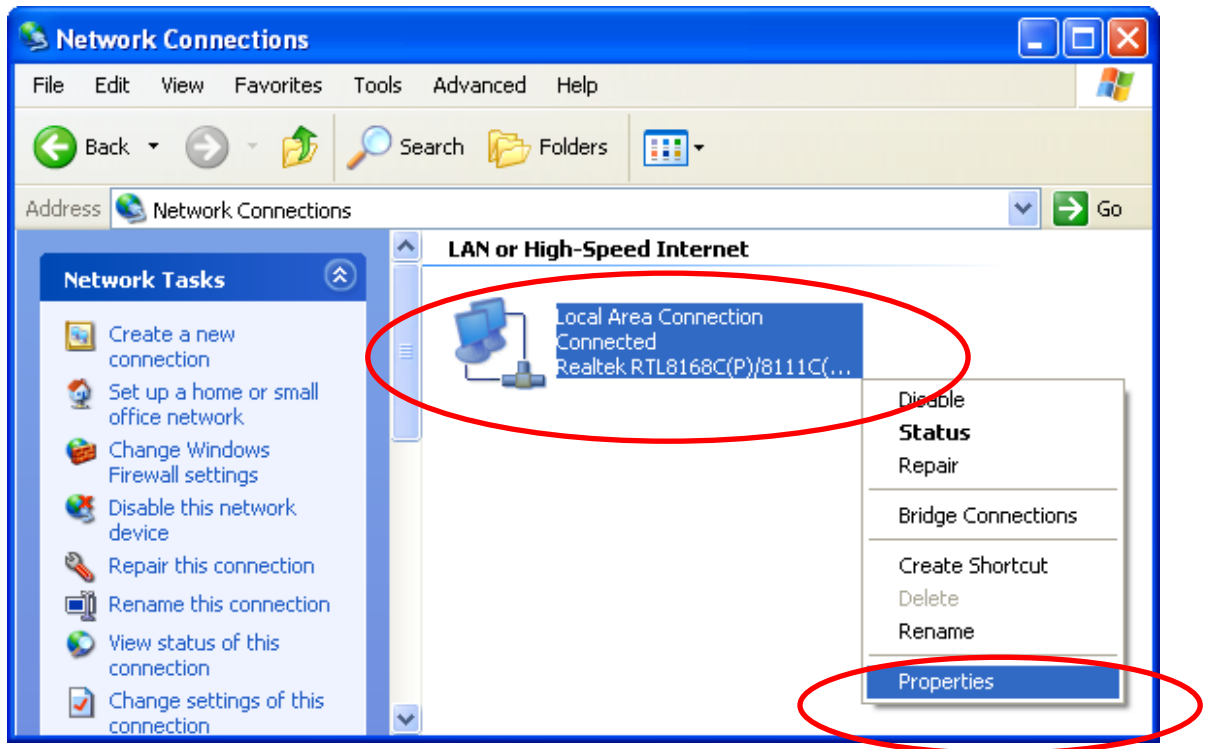 Network Connections
File Edit View Favorites Tools Advanced Help
Back Search Folders
Address Network Connections Go
Network Tasks
Create a new
connection
Set up a home or small
office network
Change Windows
Firewall settings
Disable this network
device
Repair this connection
Rename this connection
View status of this
connection
Change settings of this
connection
LAN or High-Speed Internet
Local Area Connection
Connected
Realtek RTL8168C(P)/8111C(...
Disable
Status
Repair
Bridge Connections
Create Shortcut
Delete
Rename
Properties